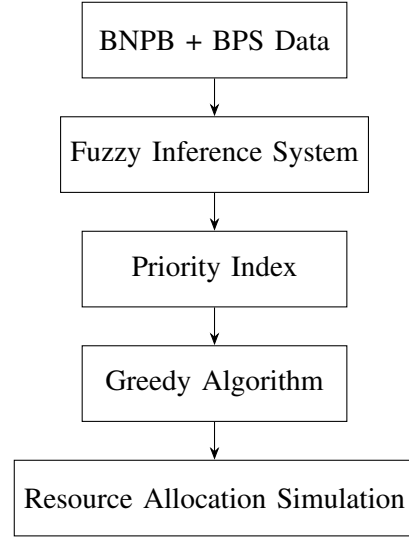 BNPB + BPS Data
Fuzzy Inference System
Priority Index
Greedy Algorithm
Resource Allocation Simulation